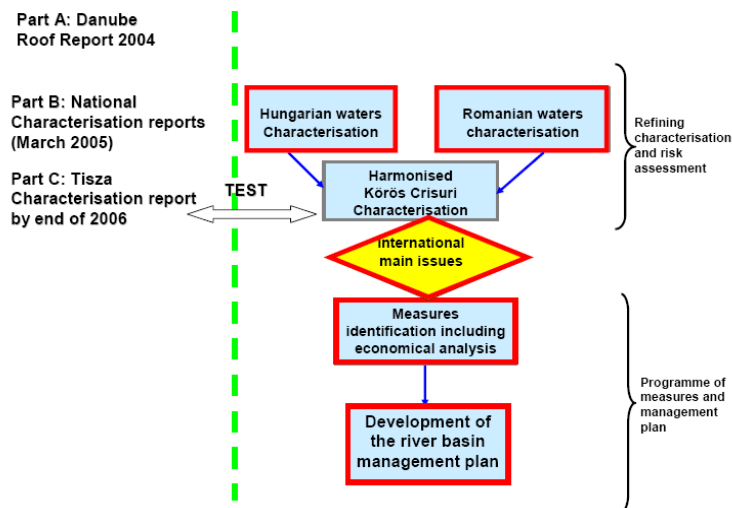 Part A: Danube
Roof Report 2004
Part B: National
Characterisation reports
(March 2005)
Part C: Tisza
Characterisation report
by end of 2006
TEST
Hungarian waters
Characterisation
Romanian waters
characterisation
Harmonised
Körös Crisuri
Characterisation
International
main issues
Measures
identification including
economical analysis
Development of
the river basin
management plan
Refining
characterisation
and risk
assessment
Programme of
measures and
management
plan